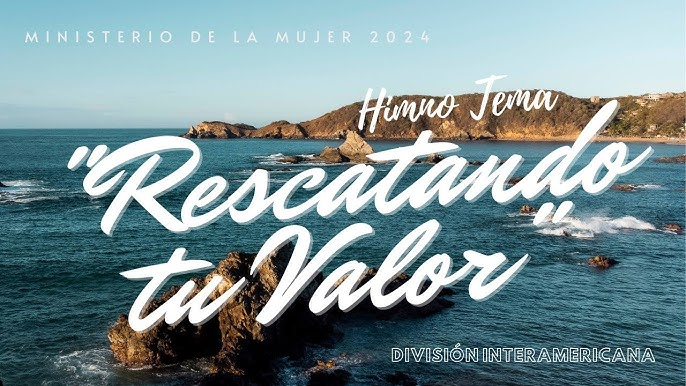 MINISTERIO DE LA MUJER 2024
Himno Tema
"Rescatando
tu Valor"
DIVISIÓN INTERAMERICANA